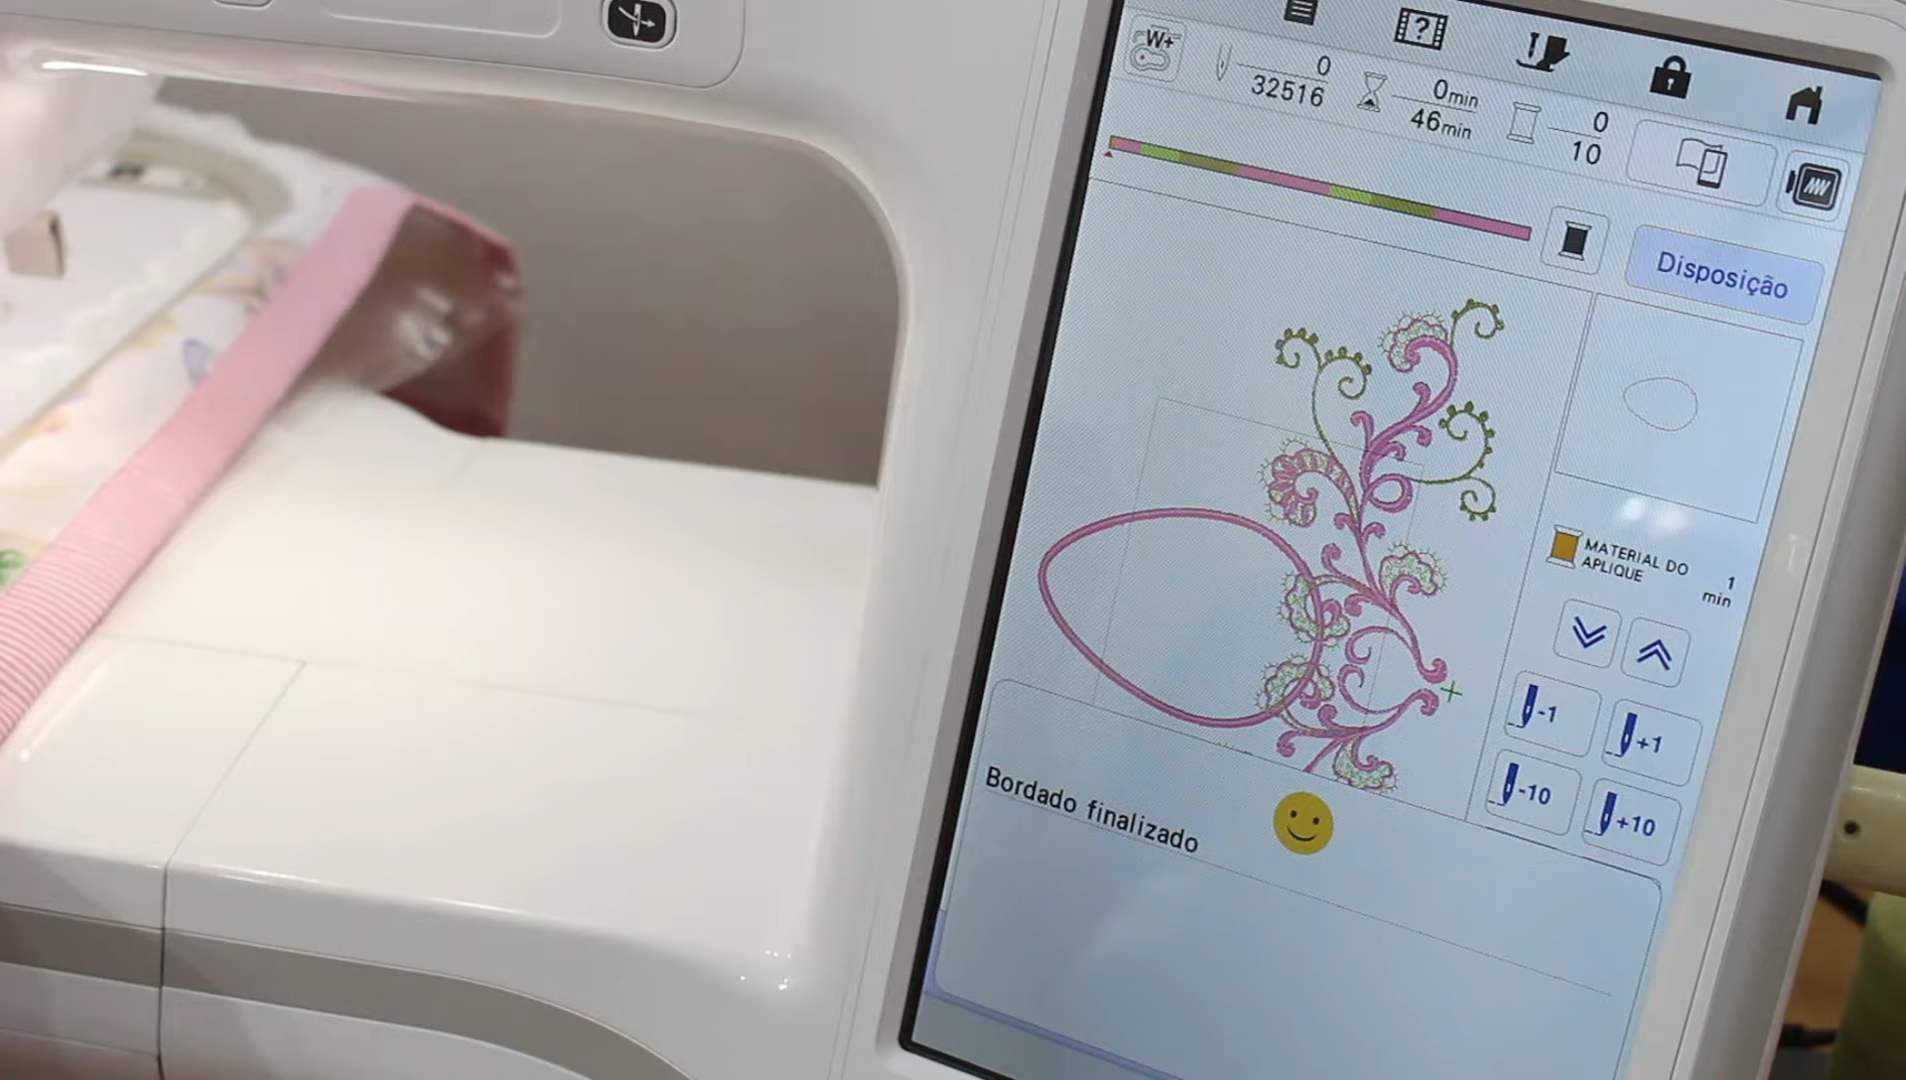 W+
0
32516
0min
46min
0
10
?
Disposição
MATERIAL DO
APLIQUE
1
min
-1
+1
-10
+10
Bordado finalizado